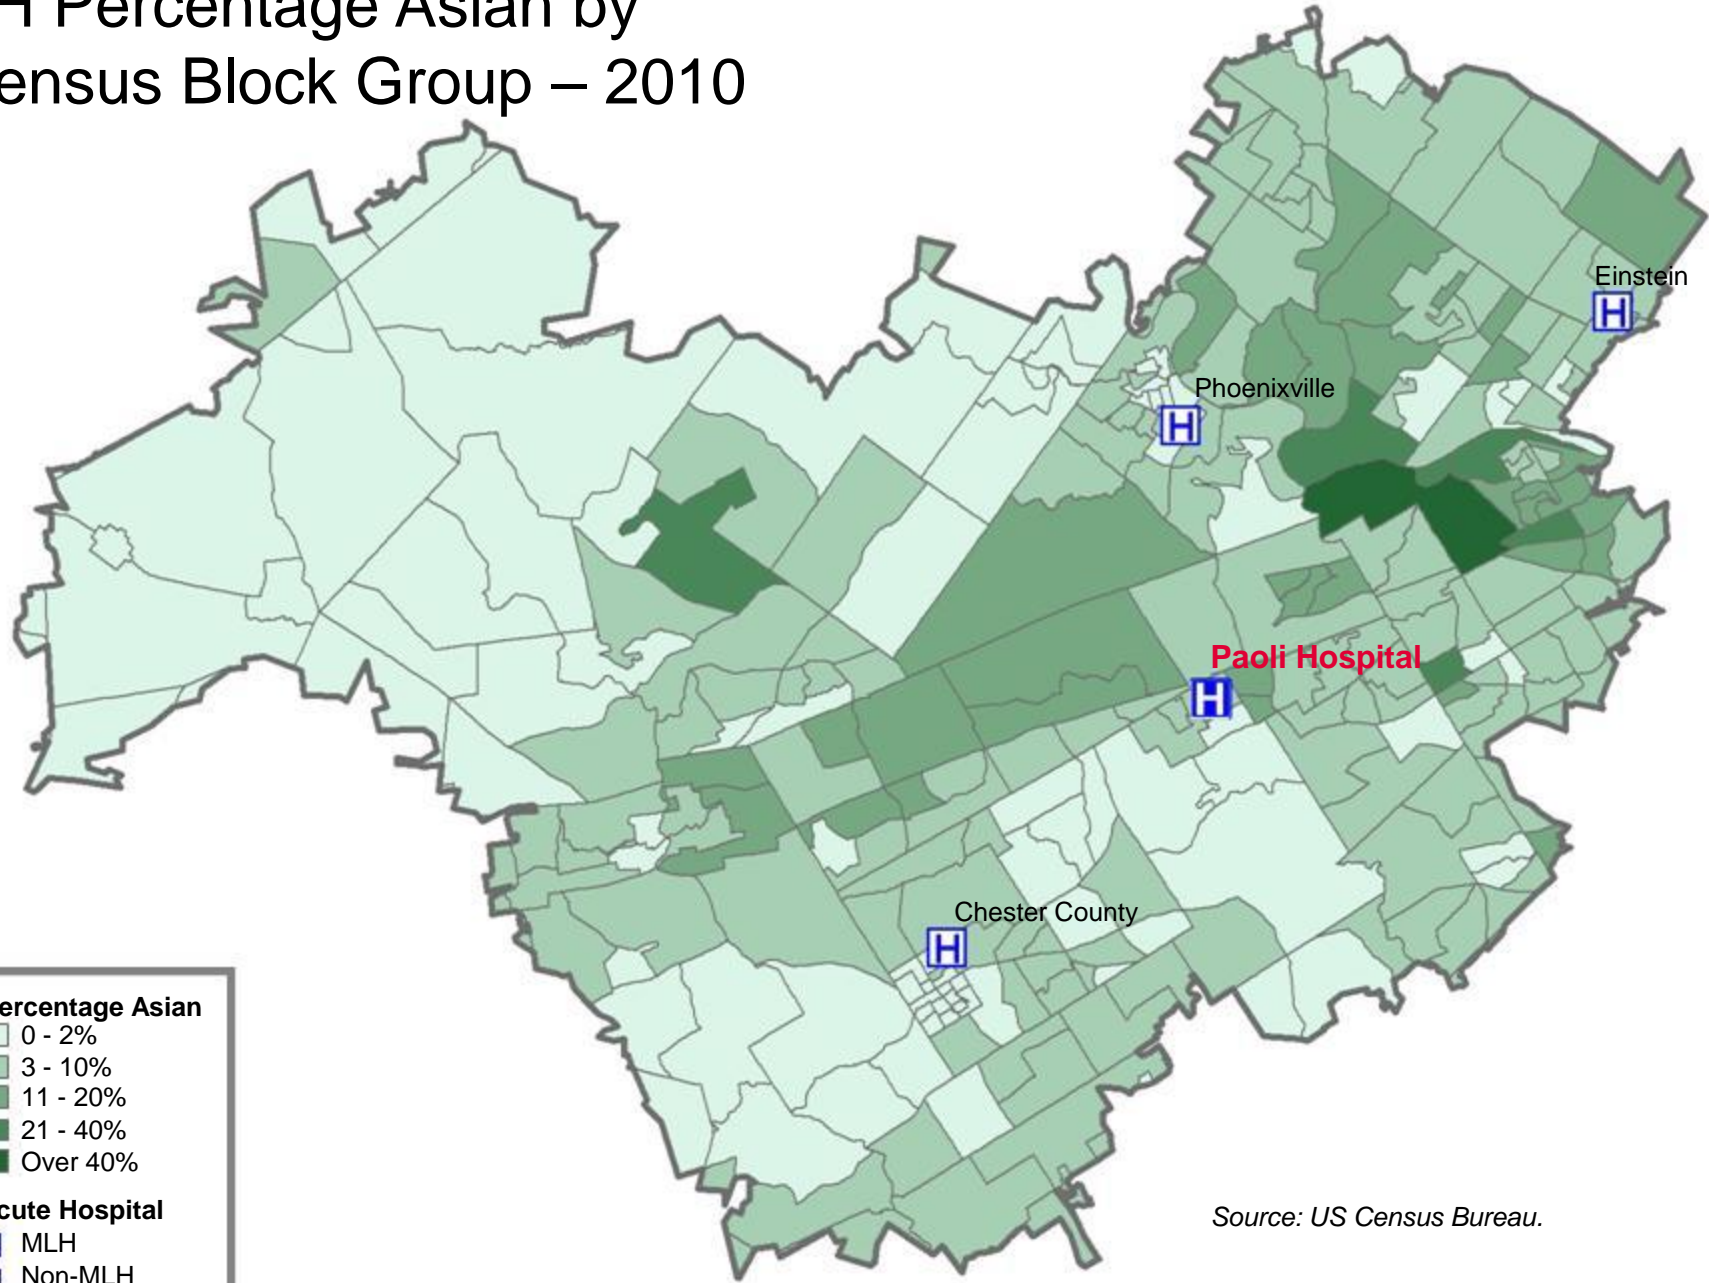 H Percentage Asian by
ensus Block Group – 2010
Einstein
H
Phoenixville
H
Paoli Hospital
H
Chester County
H
ercentage Asian
0 - 2%
3 - 10%
11 - 20%
21 - 40%
Over 40%
cute Hospital
MLH
Non-MLH
Source: US Census Bureau.